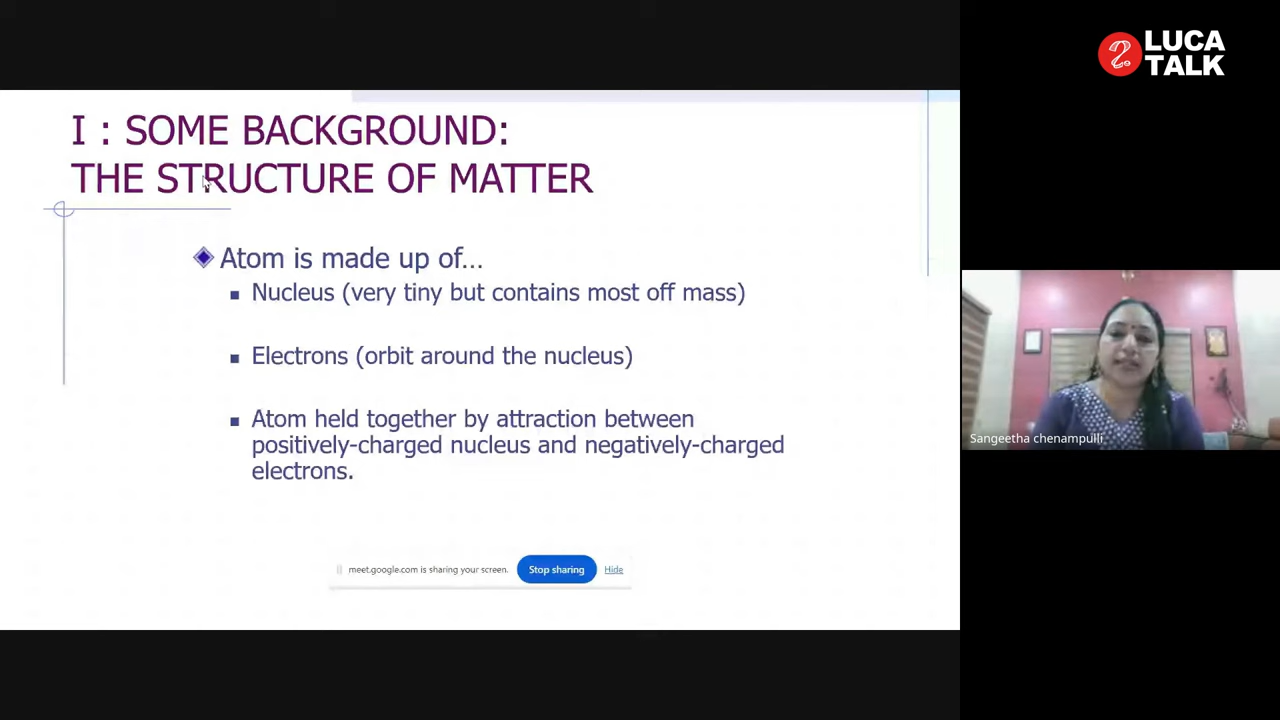 LUCA
TALK
I : SOME BACKGROUND:
THE STRUCTURE OF MATTER
Atom is made up of...
Nucleus (very tiny but contains most off mass)
Electrons (orbit around the nucleus)
Atom held together by attraction between
positively-charged nucleus and negatively-charged
electrons.
meet.google.com is sharing your screen. Stop sharing Hide
Sangeetha chenampulli